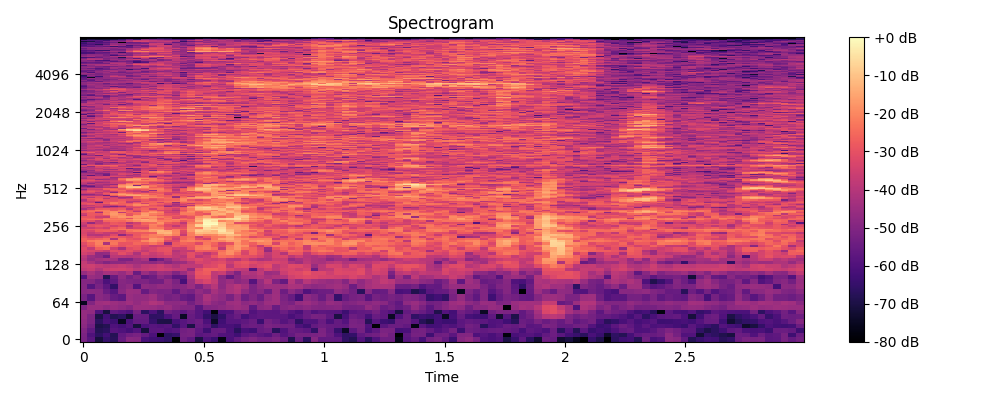 Spectrogram
4096
2048
1024
512
256
128
64
0
Hz
0
0.5
1
1.5
2
2.5
Time
+0 dB
-10 dB
-20 dB
-30 dB
-40 dB
-50 dB
-60 dB
-70 dB
-80 dB